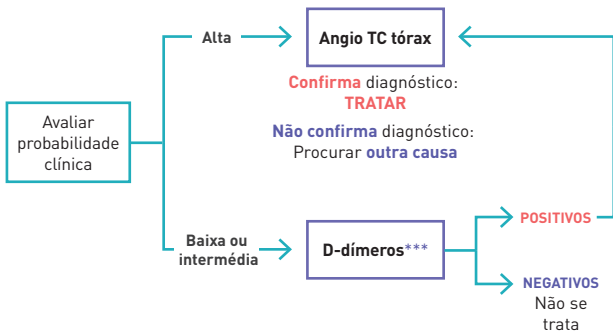 Avaliar
probabilidade
clínica
Alta
Angio TC tórax
Confirma diagnóstico:
TRATAR
Não confirma diagnóstico:
Procurar outra causa
Baixa ou
intermédia
D-dímeros***
POSITIVOS
NEGATIVOS
Não se
trata